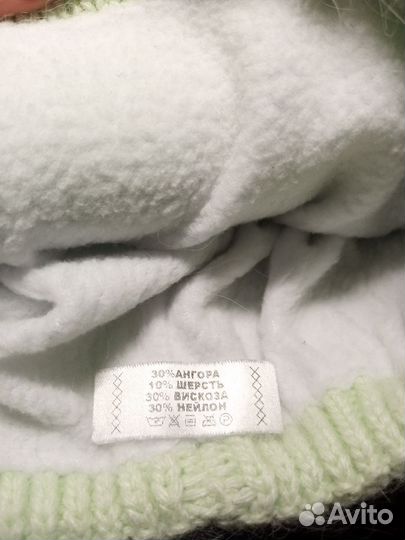 30%АНГОРА
10% ШЕРСТЬ
30% ВИСКОЗА
30% НЕЙЛОН
Avito